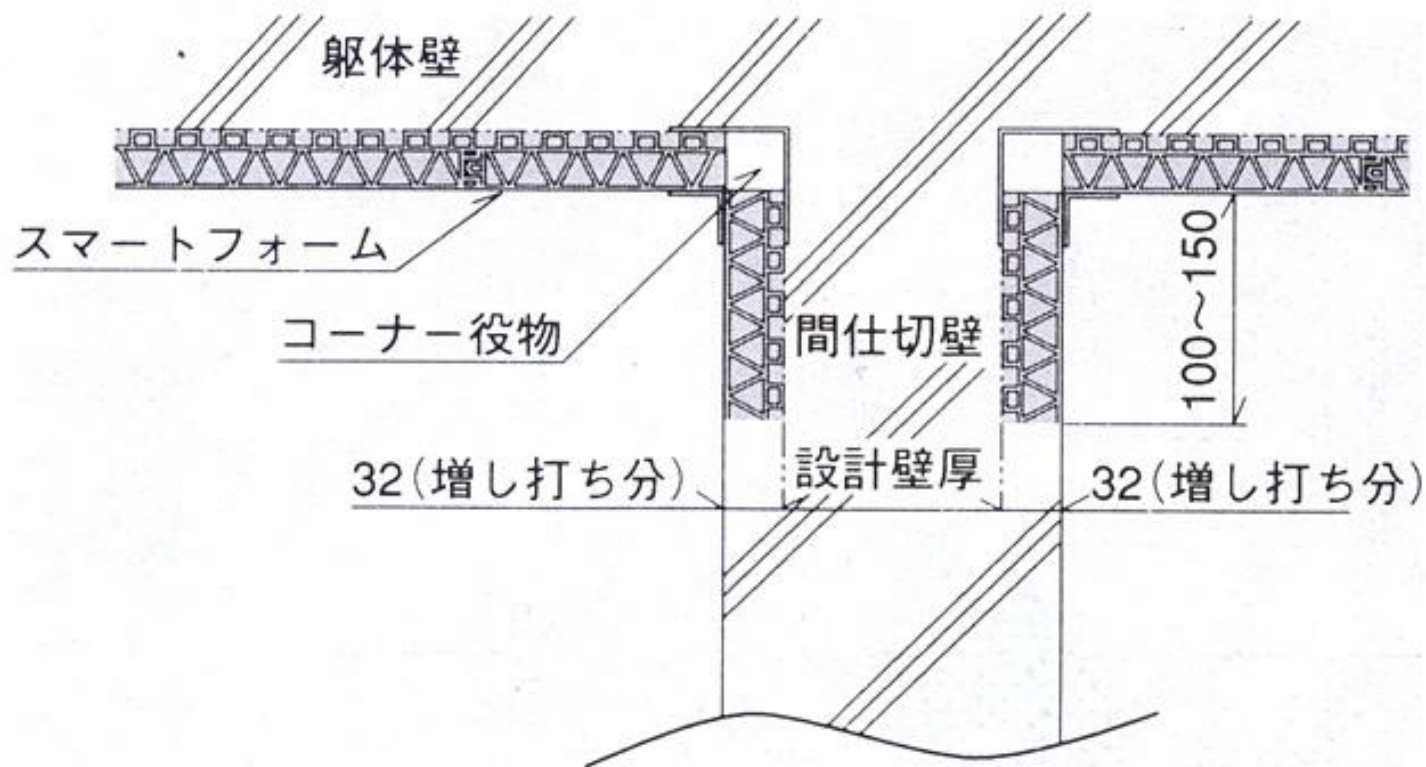 躯体壁
スマートフォーム
コーナー役物
間仕切壁
100～150
32(増し打ち分)
設計壁厚
32(増し打ち分)